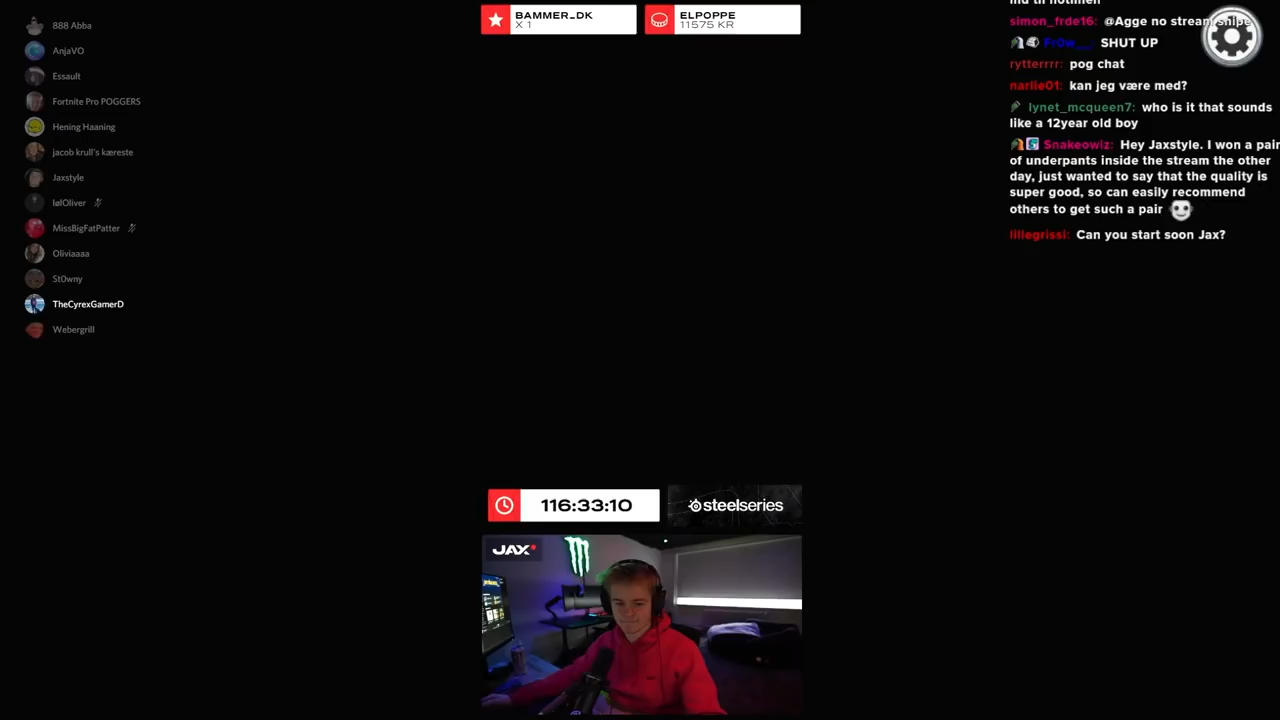 888 Abba
AnjaVO
Essault
Fortnite Pro POGGERS
Hening Haaning
jacob krull's kæreste
Jaxstyle
lølOliver
MissBigFatPatter
Oliviaaaa
St0wny
TheCyrexGamerD
Webergrill
BAMMER_DK
X 1
ELPOPPE
11575 KR
simon_frde16: @Agge no stream snipe
Fr0w__: SHUT UP
rytterrrr: pog chat
narlie01: kan jeg være med?
lynet_mcqueen7: who is it that sounds
like a 12year old boy
Snakeowiz: Hey Jaxstyle. I won a pair
of underpants inside the stream the other
day, just wanted to say that the quality is
super good, so can easily recommend
others to get such a pair
lillegrissi: Can you start soon Jax?
116:33:10
steelseries
JAX